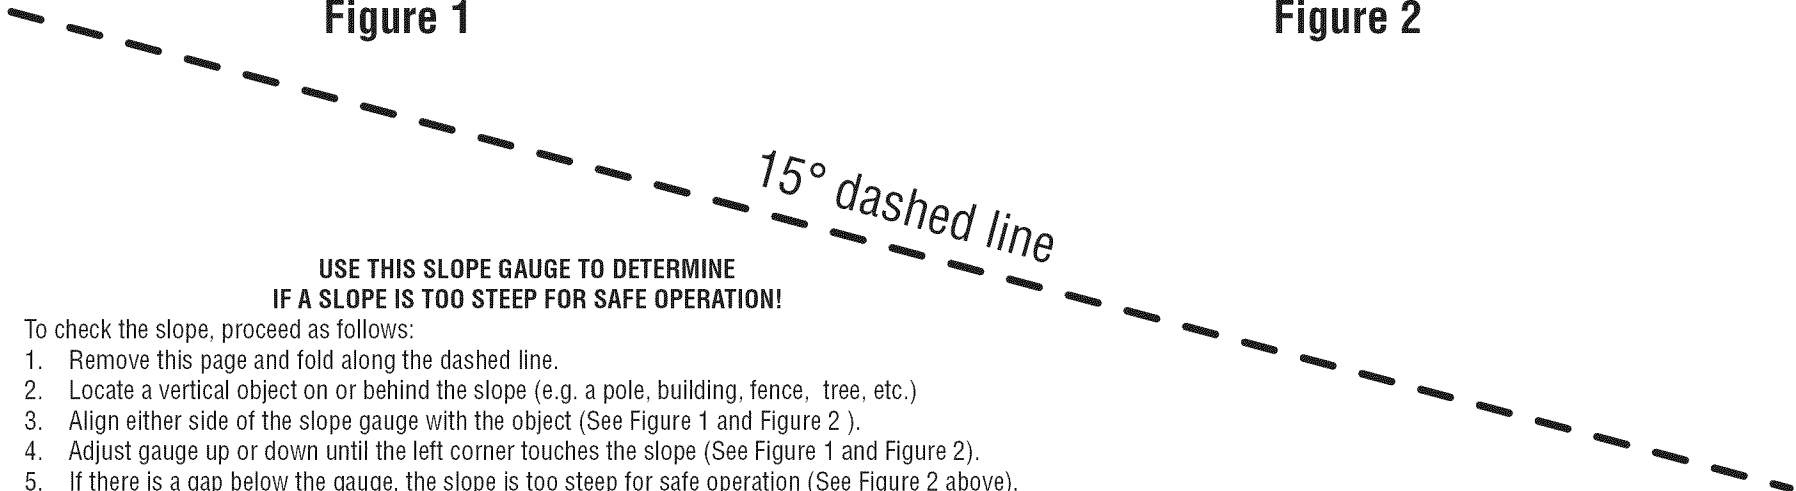 Figure 1
Figure 2
15° dashed line
USE THIS SLOPE GAUGE TO DETERMINE
IF A SLOPE IS TOO STEEP FOR SAFE OPERATION!
To check the slope, proceed as follows:
1. Remove this page and fold along the dashed line.
2. Locate a vertical object on or behind the slope (e.g. a pole, building, fence, tree, etc.)
3. Align either side of the slope gauge with the object (See Figure 1 and Figure 2 ).
4. Adjust gauge up or down until the left corner touches the slope (See Figure 1 and Figure 2).
5. If there is a gap below the gauge, the slope is too steep for safe operation (See Figure 2 above).